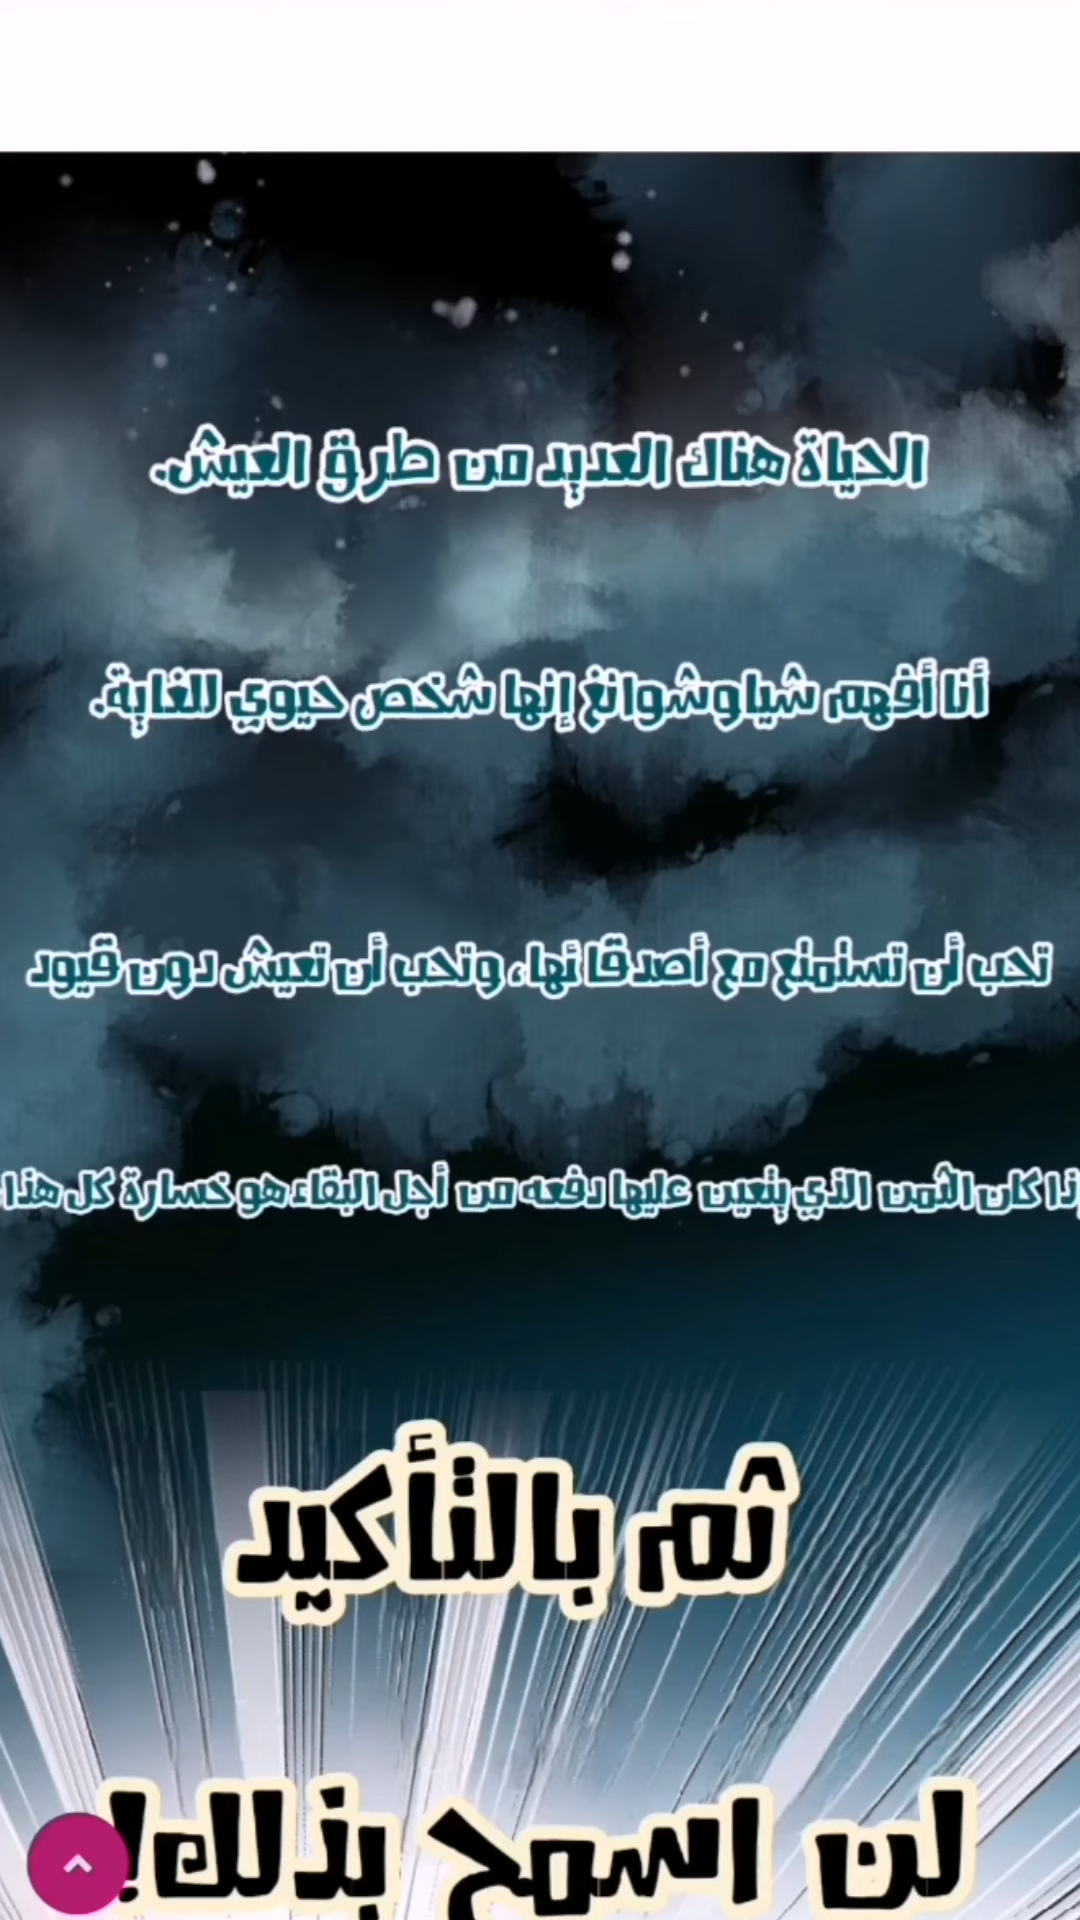 الحياة هناك العديد من طرق العيش.
أنا أفهم شياوشوانغ إنها شخص حيوي للغاية.
تحب أن تستمتع مع أصدقائها، وتحب أن تعيش دون قيود
إذا كان الثمن الذي يتعين عليها دفعه من أجل البقاء هو خسارة كل هذا
ثم بالتأكيد
لن اسمح بذلك!